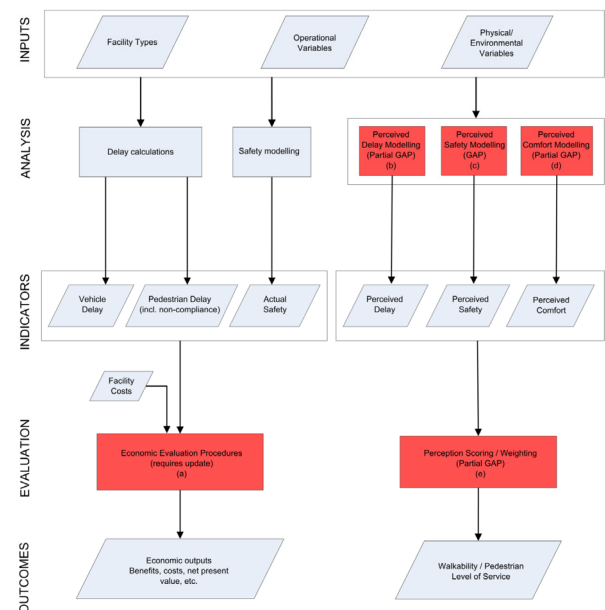 INPUTS
Facility Types
Operational
Variables
Physical/
Environmental
Variables
ANALYSIS
Delay calculations
Safety modelling
Perceived
Delay Modelling
(Partial GAP)
(b)
Perceived
Safety Modelling
(GAP)
(c)
Perceived
Comfort Modelling
(Partial GAP)
(d)
INDICATORS
Vehicle
Delay
Pedestrian Delay
(incl. non-compliance)
Actual
Safety
Perceived
Delay
Perceived
Safety
Perceived
Comfort
Facility
Costs
EVALUATION
Economic Evaluation Procedures
(requires update)
(a)
Perception Scoring / Weighting
(Partial GAP)
(e)
OUTCOMES
Economic outputs
Benefits, costs, net present
value, etc.
Walkability / Pedestrian
Level of Service